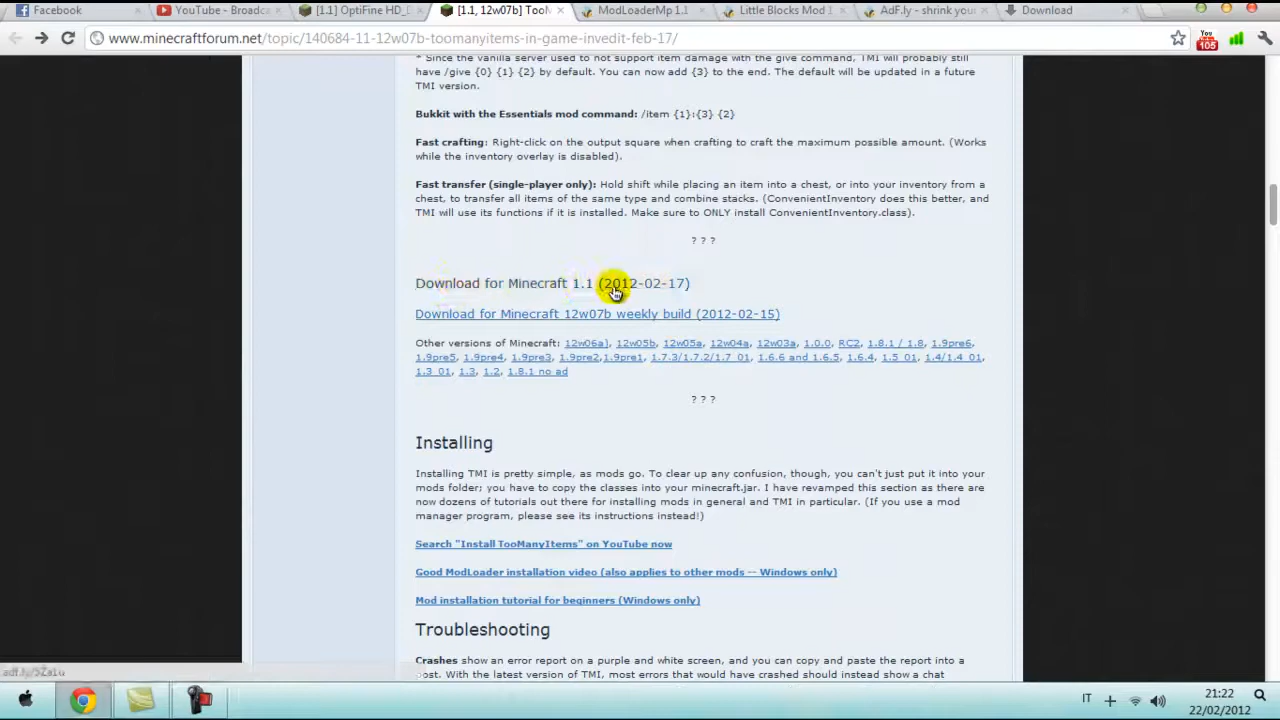 Facebook
YouTube - Broadca
[1.1] OptiFine HD_
[1.1, 12w07b] TooM
ModLoaderMp 1.1
Little Blocks Mod 1
AdF.ly - shrink your
Download
www.minecraftforum.net/topic/140684-11-12w07b-toomanyitems-in-game-invedit-feb-17/
You
105
* Since the vanilla server used to not support item damage with the give command, TMI will probably still
have /give {0} {1} {2} by default. You can now add {3} to the end. The default will be updated in a future
TMI version.
Bukkit with the Essentials mod command: /item {1}:{3} {2}
Fast crafting: Right-click on the output square when crafting to craft the maximum possible amount. (Works
while the inventory overlay is disabled).
Fast transfer (single-player only): Hold shift while placing an item into a chest, or into your inventory from a
chest, to transfer all items of the same type and combine stacks. (ConvenientInventory does this better, and
TMI will use its functions if it is installed. Make sure to ONLY install ConvenientInventory.class).
? ? ?
Download for Minecraft 1.1 (2012-02-17)
Download for Minecraft 12w07b weekly build (2012-02-15)
Other versions of Minecraft: 12w06a), 12w05b, 12w05a, 12w04a, 12w03a, 1.0.0, RC2, 1.8.1 / 1.8, 1.9pre6,
1.9pre5, 1.9pre4, 1.9pre3, 1.9pre2,1.9pre1, 1.7.3/1.7.2/1.7_01, 1.6.6 and 1.6.5, 1.6.4, 1.5_01, 1.4/1.4_01,
1.3_01, 1.3, 1.2, 1.8.1 no ad
? ? ?
Installing
Installing TMI is pretty simple, as mods go. To clear up any confusion, though, you can't just put it into your
mods folder; you have to copy the classes into your minecraft.jar. I have revamped this section as there are
now dozens of tutorials out there for installing mods in general and TMI in particular. (If you use a mod
manager program, please see its instructions instead!)
Search "Install TooManyItems" on YouTube now
Good ModLoader installation video (also applies to other mods -- Windows only)
Mod installation tutorial for beginners (Windows only)
Troubleshooting
Crashes show an error report on a purple and white screen, and you can copy and paste the report into a
post. With the latest version of TMI, most errors that would have crashed should instead show a chat
IT
21:22
22/02/2012